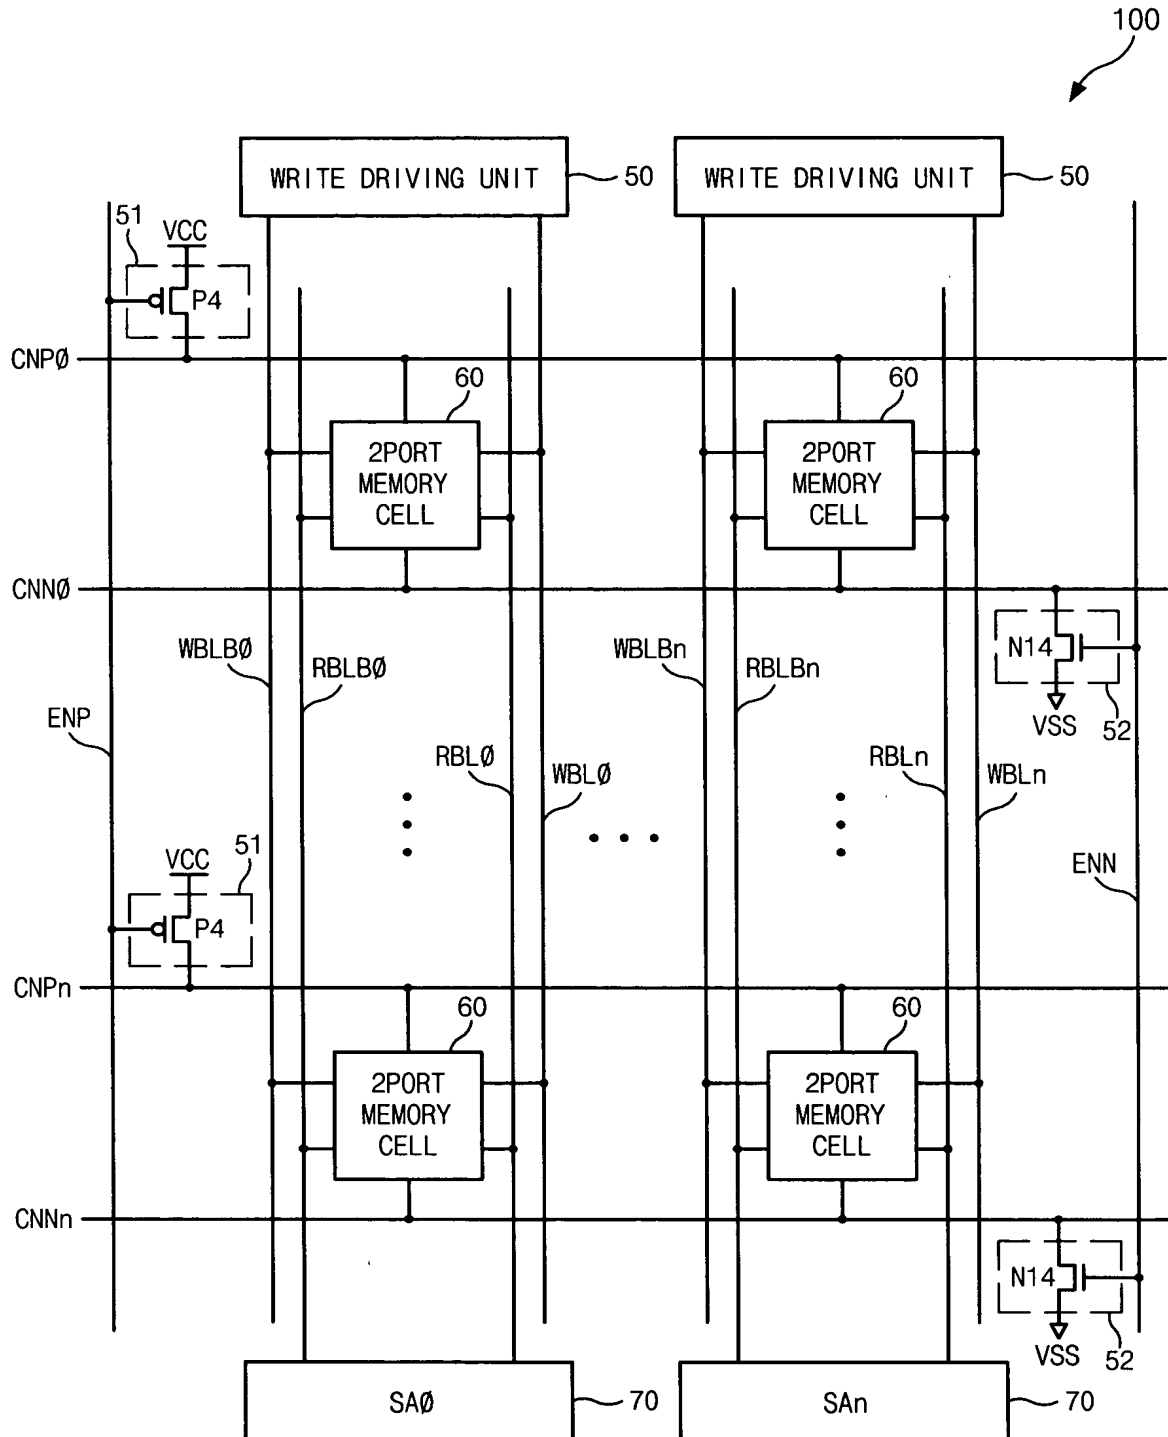 100
WRITE DRIVING UNIT
50
WRITE DRIVING UNIT
50
51
VCC
P4
CNPØ
60
60
2PORT
MEMORY
CELL
2PORT
MEMORY
CELL
CNNØ
WBLBØ
RBLBØ
WBLBn
RBLBn
N14
VSS
52
ENP
RBLØ
WBLØ
RBLn
WBLn
51
VCC
P4
ENN
CNPn
60
60
2PORT
MEMORY
CELL
2PORT
MEMORY
CELL
CNNn
N14
VSS
52
SAØ
70
SAn
70